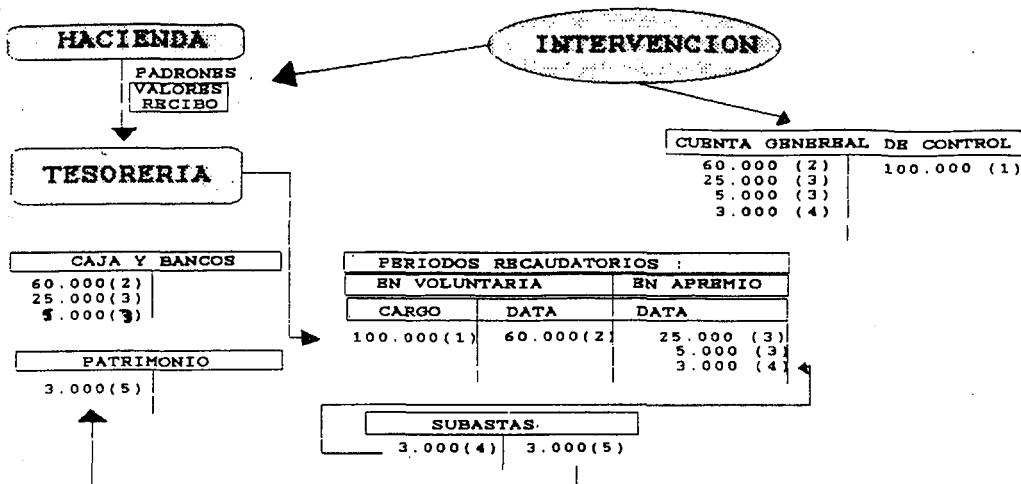 HACIENDA
INTERVENCION
PADRONES
VALORES
RECIBO
TESORERIA
CUENTA GENEREAL DE CONTROL
60.000 (2) 100.000 (1)
25.000 (3)
5.000 (3)
3.000 (4)
CAJA Y BANCOS
60.000(2)
25.000(3)
5.000(3)
PERIODOS RECAUDATORIOS :
EN VOLUNTARIA EN APREMIO
CARGO DATA DATA
100.000(1) 60.000(2) 25.000 (3)
5.000 (3)
3.000 (4)
PATRIMONIO
3.000(5)
SUBASTAS.
3.000(4) 3.000(5)